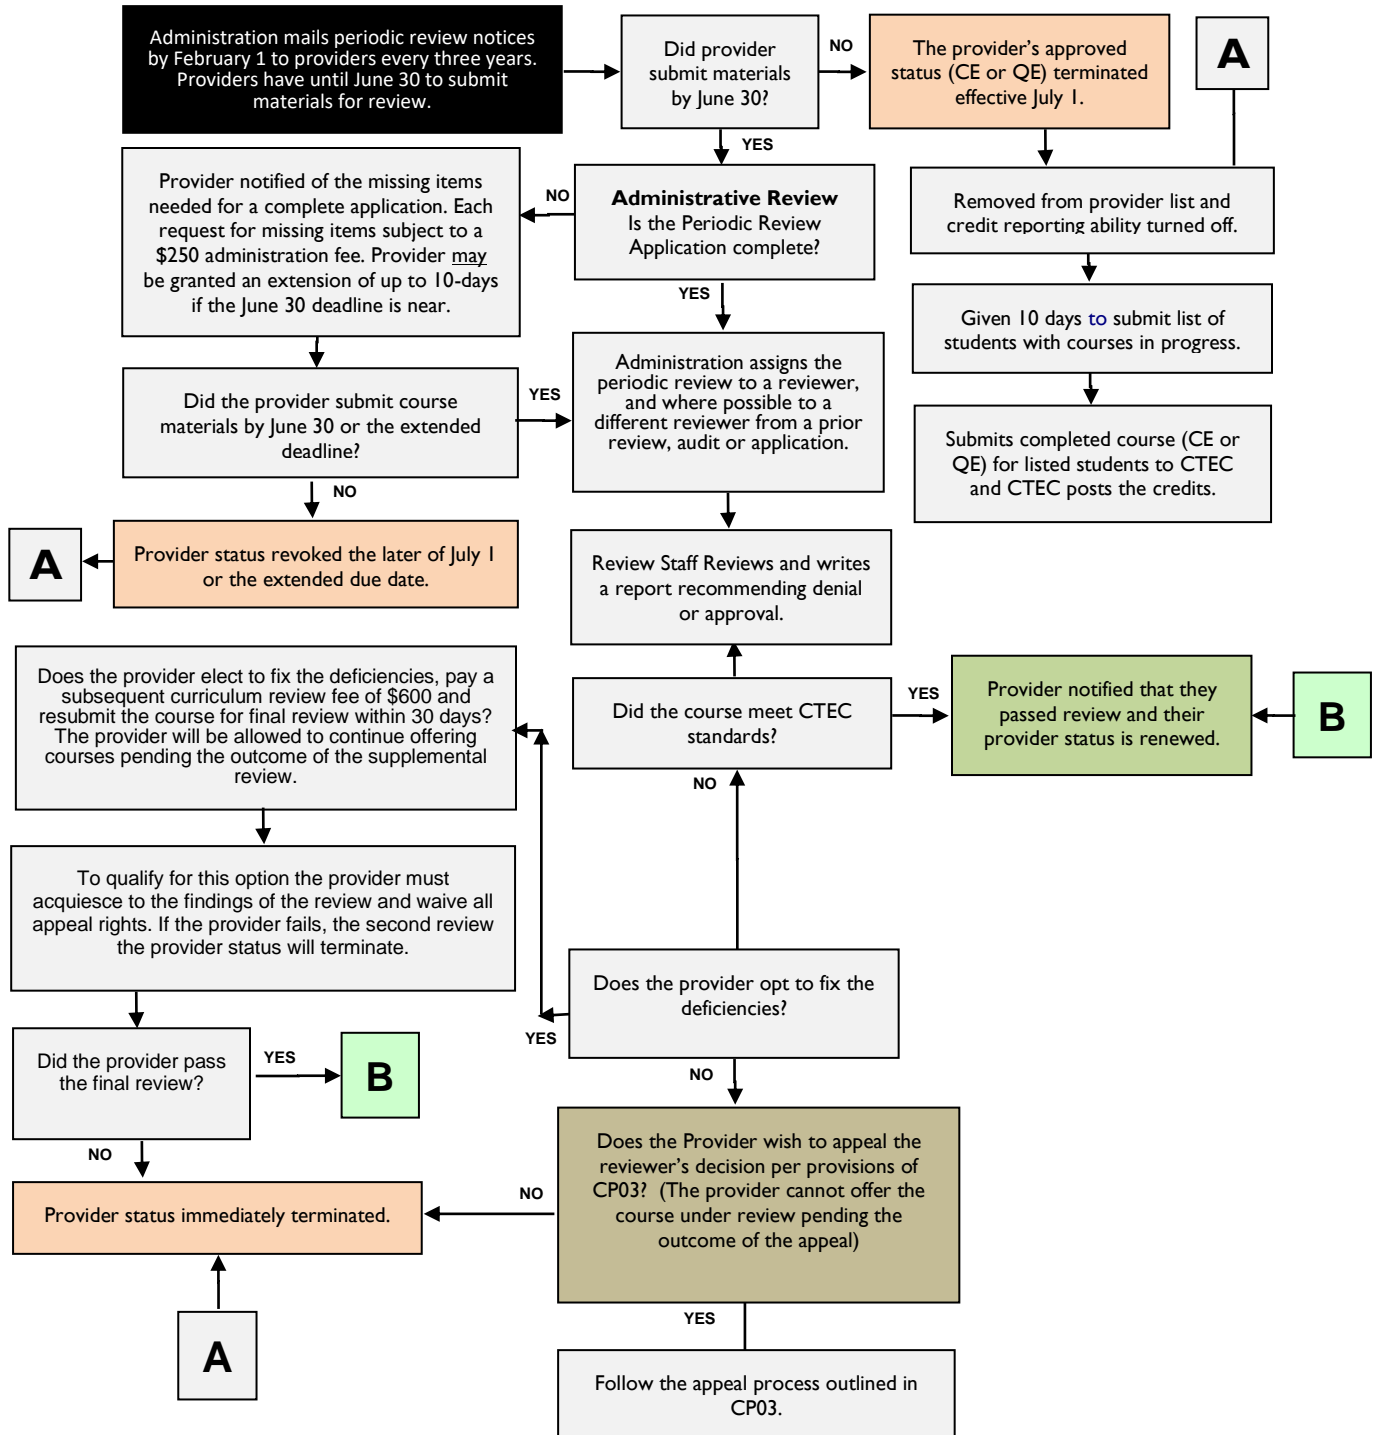 Administration mails periodic review notices
by February 1 to providers every three years.
Providers have until June 30 to submit
materials for review.
Did provider
submit materials
by June 30?
NO
The provider's approved
status (CE or QE) terminated
effective July 1.
A
YES
Provider notified of the missing items
needed for a complete application. Each
request for missing items subject to a
$250 administration fee. Provider may
be granted an extension of up to 10-days
if the June 30 deadline is near.
NO
Administrative Review
Is the Periodic Review
Application complete?
Removed from provider list and
credit reporting ability turned off.
YES
Given 10 days to submit list of
students with courses in progress.
Did the provider submit course
materials by June 30 or the extended
deadline?
YES
Administration assigns the
periodic review to a reviewer,
and where possible to a
different reviewer from a prior
review, audit or application.
Submits completed course (CE or
QE) for listed students to CTEC
and CTEC posts the credits.
NO
A
Provider status revoked the later of July 1
or the extended due date.
Review Staff Reviews and writes
a report recommending denial
or approval.
Does the provider elect to fix the deficiencies, pay a
subsequent curriculum review fee of $600 and
resubmit the course for final review within 30 days?
The provider will be allowed to continue offering
courses pending the outcome of the supplemental
review.
Did the course meet CTEC
standards?
YES
Provider notified that they
passed review and their
provider status is renewed.
B
NO
To qualify for this option the provider must
acquiesce to the findings of the review and waive all
appeal rights. If the provider fails, the second review
the provider status will terminate.
Does the provider opt to fix the
deficiencies?
YES
NO
Did the provider pass
the final review?
YES
B
NO
Does the Provider wish to appeal the
reviewer's decision per provisions of
CP03? (The provider cannot offer the
course under review pending the
outcome of the appeal)
NO
Provider status immediately terminated.
A
YES
Follow the appeal process outlined in
CP03.